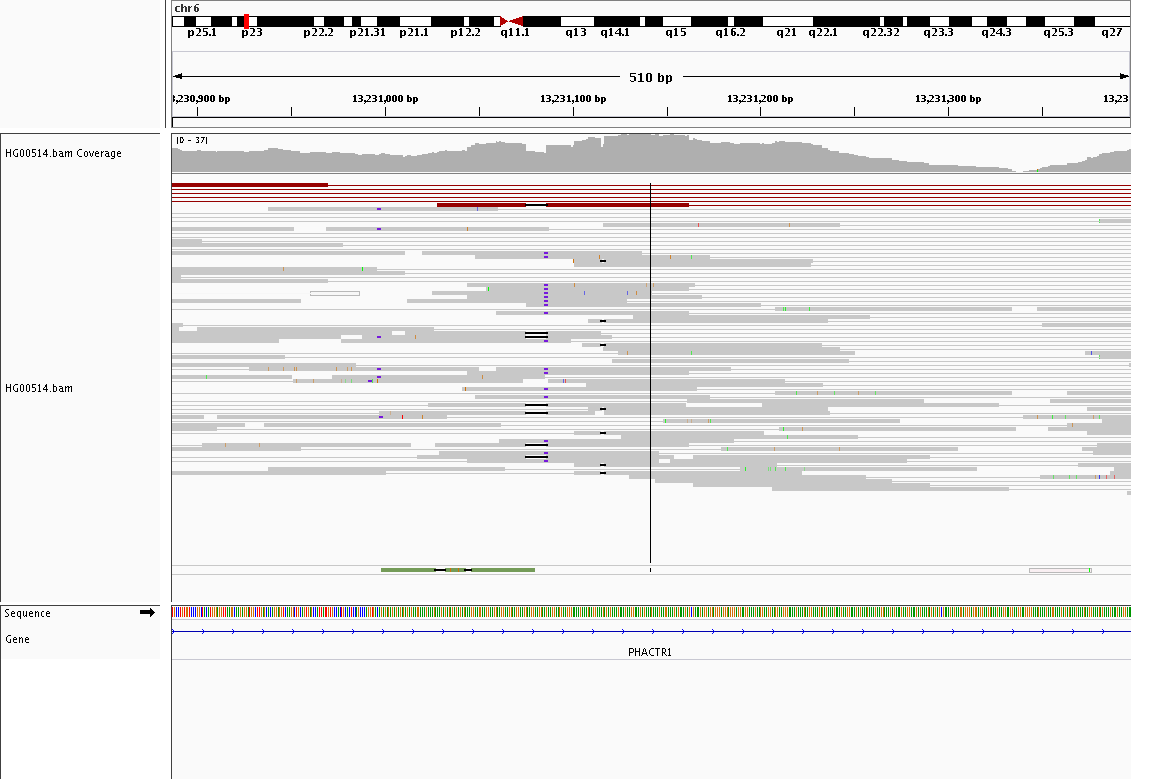 chr6
p25.1 p23 p22.2 p21.31 p21.1 p12.2 q11.1 q13 q14.1 q15 q16.2 q21 q22.1 q22.32 q23.3 q24.3 q25.3 q27
510 bp
13,230,900 bp 13,231,000 bp 13,231,100 bp 13,231,200 bp 13,231,300 bp 13,23
HG00514.bam Coverage
[0 - 37]
HG00514.bam
Sequence
Gene
PHACTR1